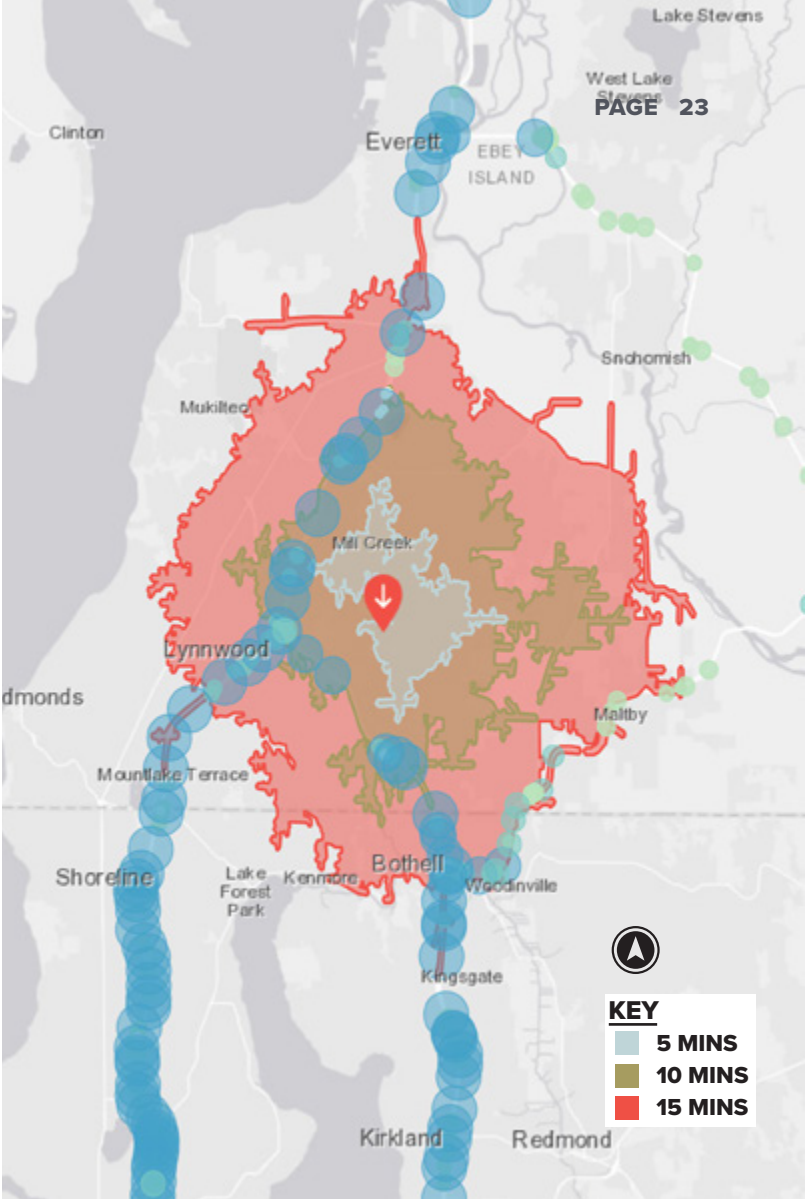 Lake Stevens
West Lake
Stevens
PAGE 23
Clinton
Everett
EBEY
ISLAND
Snohomish
Mukilteo
Mill Creek
Lynnwood
dmonds
Maltby
Mountlake Terrace
Shoreline
Lake
Forest
Park
Kenmore
Bothell
Woodinville
Kingsgate
KEY
5 MINS
10 MINS
15 MINS
Kirkland
Redmond